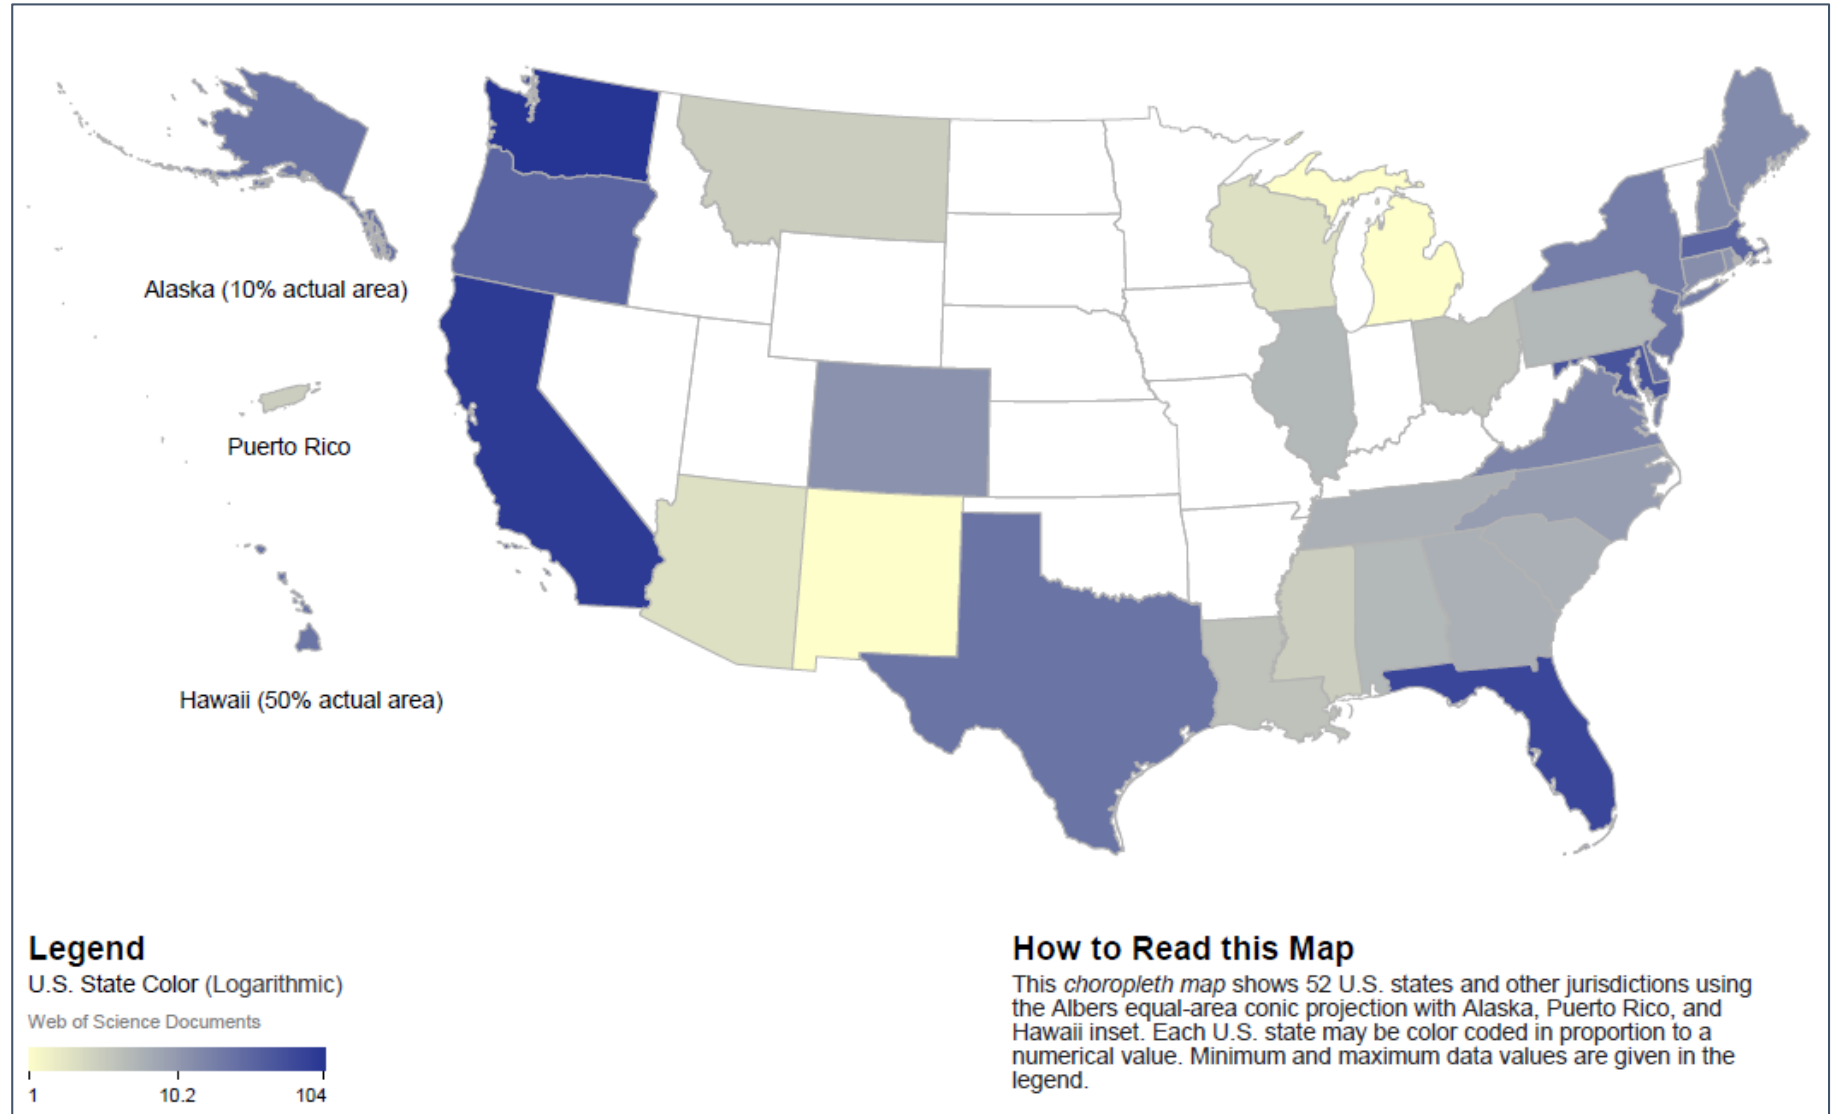 Alaska (10% actual area)
Puerto Rico
Hawaii (50% actual area)
Legend
U.S. State Color (Logarithmic)
Web of Science Documents
1
10.2
104
How to Read this Map
This choropleth map shows 52 U.S. states and other jurisdictions using
the Albers equal-area conic projection with Alaska, Puerto Rico, and
Hawaii inset. Each U.S. state may be color coded in proportion to a
numerical value. Minimum and maximum data values are given in the
legend.